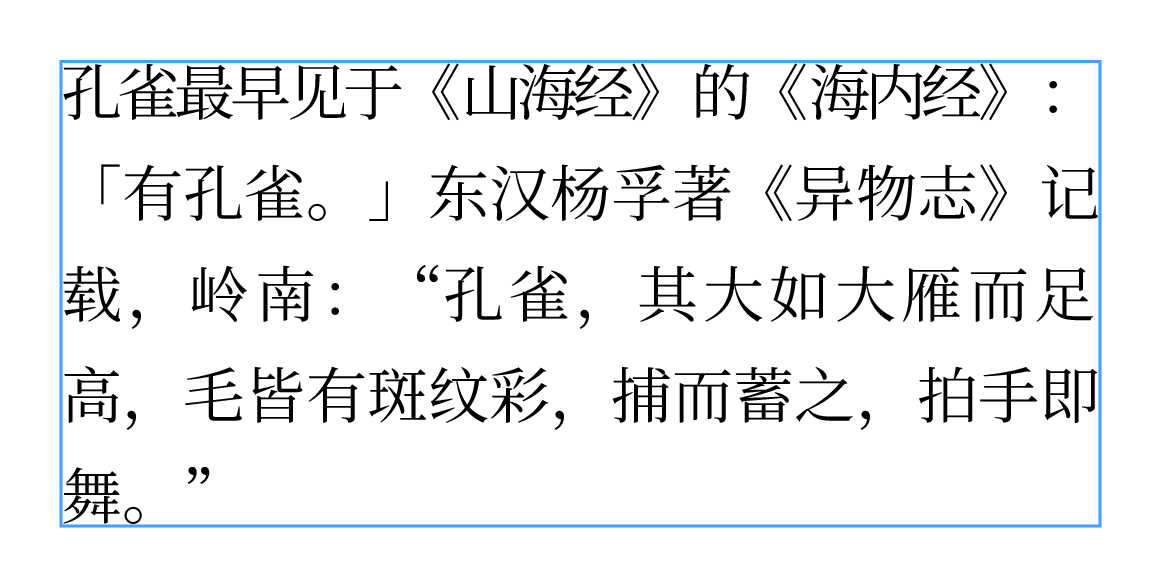 孔雀最早见于《山海经》的《海内经》：
「有孔雀。」东汉杨孚著《异物志》记
载，岭南：“孔雀，其大如大雁而足
高，毛皆有斑纹彩，捕而蓄之，拍手即
舞。”